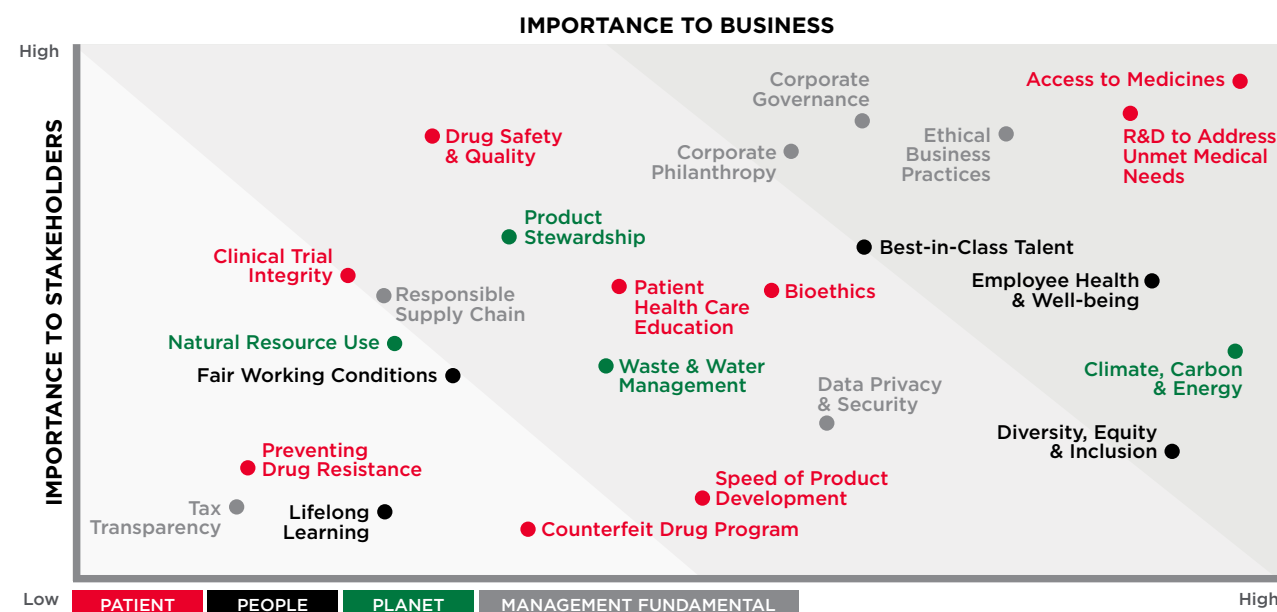 IMPORTANCE TO BUSINESS
High
IMPORTANCE TO STAKEHOLDERS
Corporate
Governance
Access to Medicines
Drug Safety
& Quality
Corporate
Philanthropy
Ethical
Business
Practices
R&D to Address
Unmet Medical
Needs
Product
Stewardship
Best-in-Class Talent
Clinical Trial
Integrity
Responsible
Supply Chain
Patient
Health Care
Education
Bioethics
Employee Health
& Well-being
Natural Resource Use
Fair Working Conditions
Waste & Water
Management
Data Privacy
& Security
Climate, Carbon
& Energy
Diversity, Equity
& Inclusion
Preventing
Drug Resistance
Speed of Product
Development
Tax
Transparency
Lifelong
Learning
Counterfeit Drug Program
Low
PATIENT
PEOPLE
PLANET
MANAGEMENT FUNDAMENTAL
High